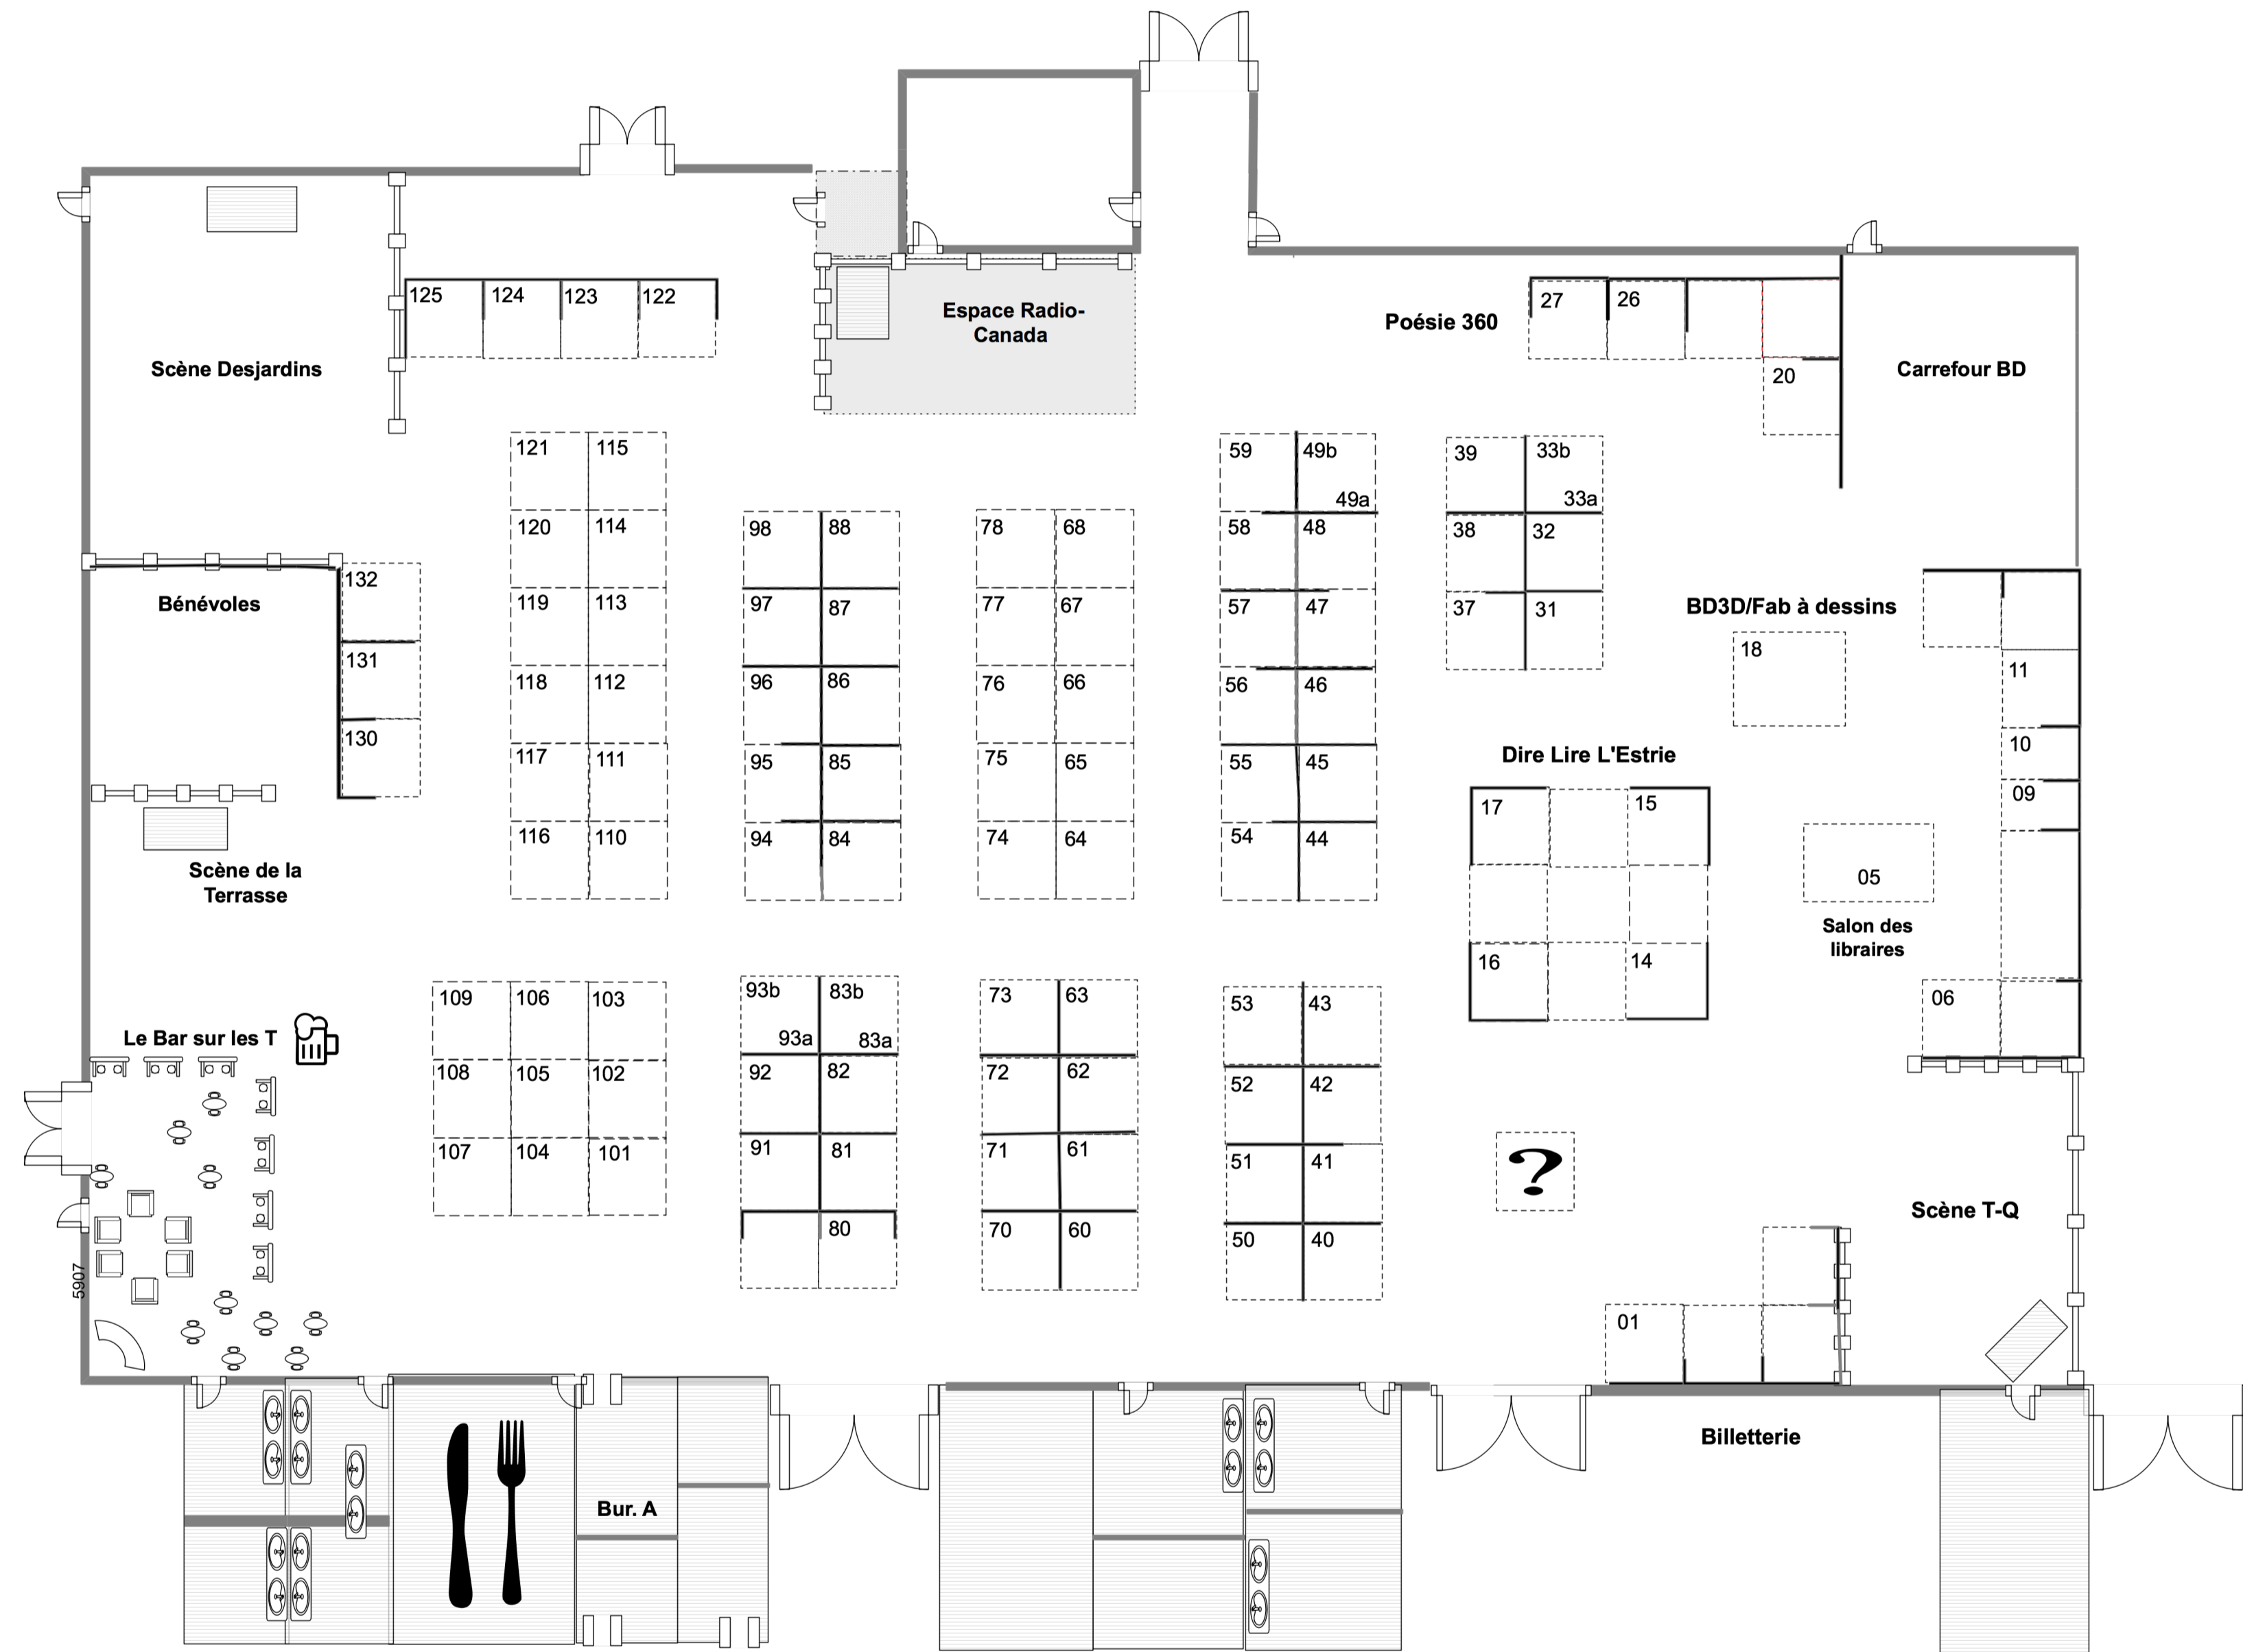 Espace Radio-
Canada
Poésie 360
Scène Desjardins
Carrefour BD
125 124 123 122
27 26
20
121 115
120 114
119 113
118 112
117 111
116 110
98 88
97 87
96 86
95 85
94 84
78 68
77 67
76 66
75 65
74 64
59 49b
49a
58 48
57 47
56 46
55 45
54 44
39 33b
33a
38 32
37 31
Bénévoles
132
131
130
BD3D/Fab à dessins
18
11
10
09
Dire Lire L'Estrie
17 15
16 14
05
Salon des
libraires
06
Scène de la
Terrasse
Le Bar sur les T
109 106 103
108 105 102
107 104 101
93b 83b
93a 83a
92 82
91 81
80
73 63
72 62
71 61
70 60
53 43
52 42
51 41
50 40
?
Scène T-Q
01
5907
Billetterie
Bur. A